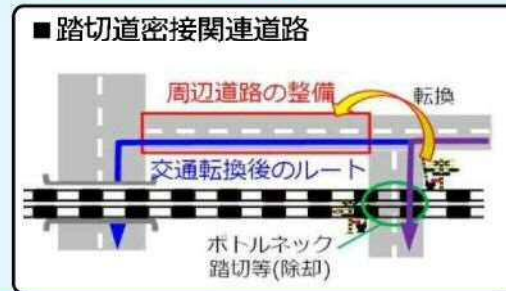 ■踏切道密接関連道路
周辺道路の整備
転換
交通転換後のルート
ボトルネック
踏切等(除却)